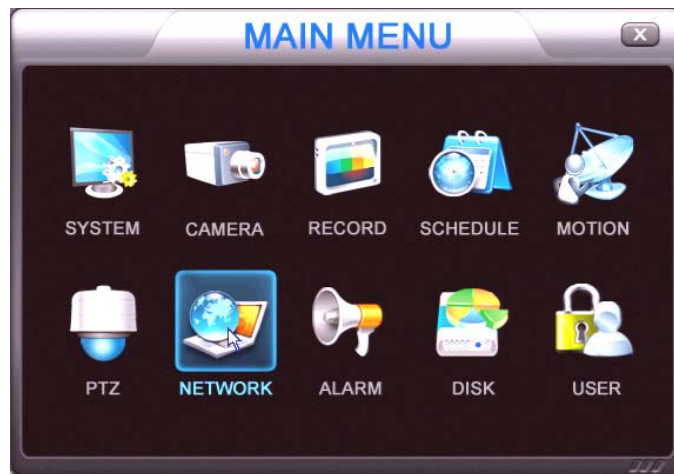 MAIN MENU
X
SYSTEM CAMERA RECORD SCHEDULE MOTION
PTZ NETWORK ALARM DISK USER